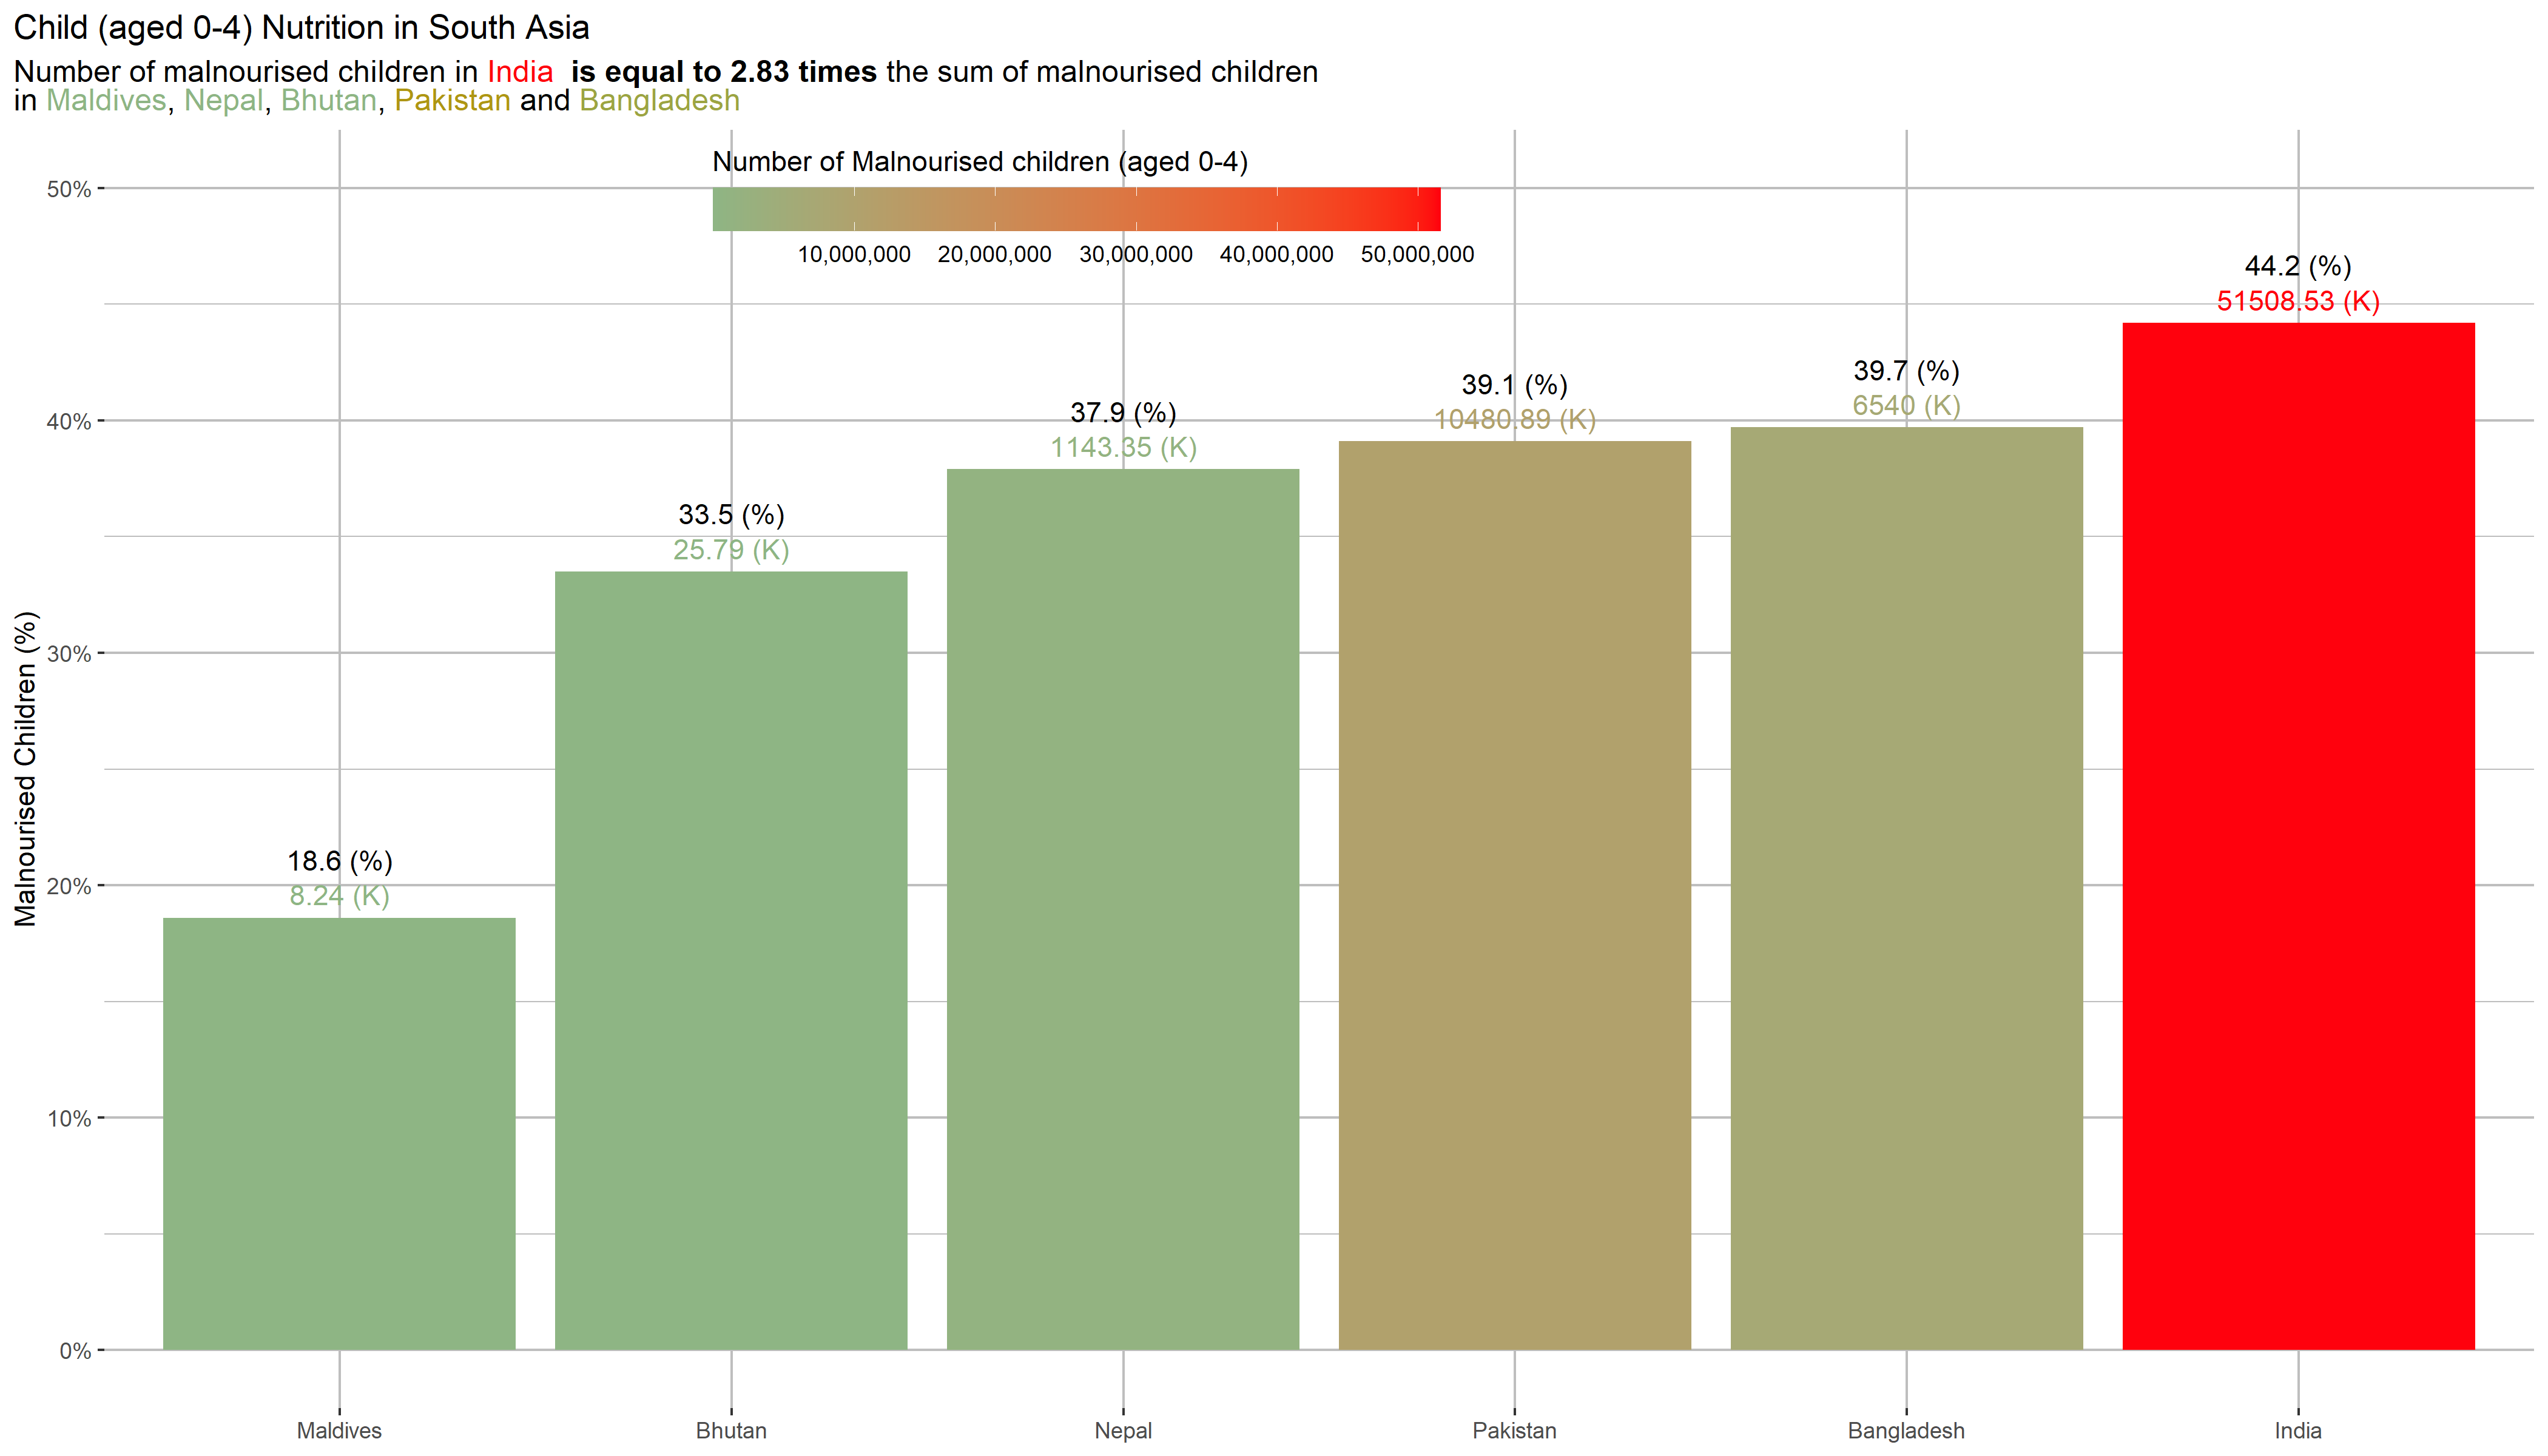 Child (aged 0-4) Nutrition in South Asia
Number of malnourised children in India is equal to 2.83 times the sum of malnourised children
in Maldives, Nepal, Bhutan, Pakistan and Bangladesh
Number of Malnourised children (aged 0-4)
10,000,000 20,000,000 30,000,000 40,000,000 50,000,000
Malnourised Children (%)
50%
40%
30%
20%
10%
0%
18.6 (%)
8.24 (K)
33.5 (%)
25.79 (K)
37.9 (%)
1143.35 (K)
39.1 (%)
10480.89 (K)
39.7 (%)
6540 (K)
44.2 (%)
51508.53 (K)
Maldives Bhutan Nepal Pakistan Bangladesh India